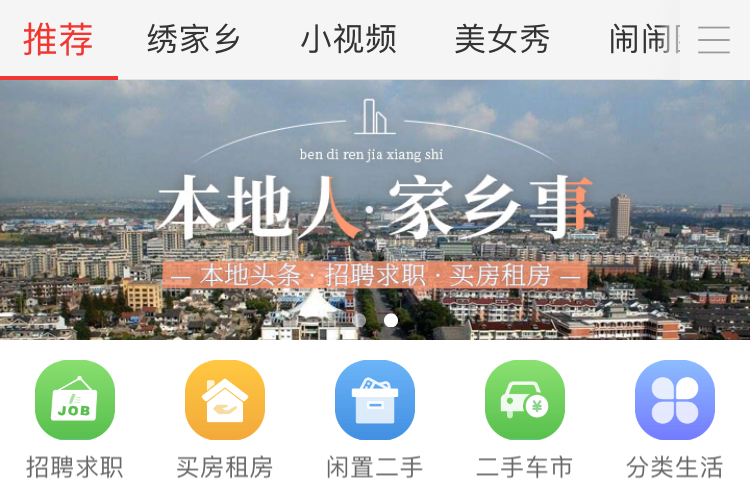 推荐 绣家乡 小视频 美女秀 闹闹
ben di ren jia xiang shi
本地人·家乡事
— 本地头条 · 招聘求职 · 买房租房 —
JOB
¥
招聘求职 买房租房 闲置二手 二手车市 分类生活